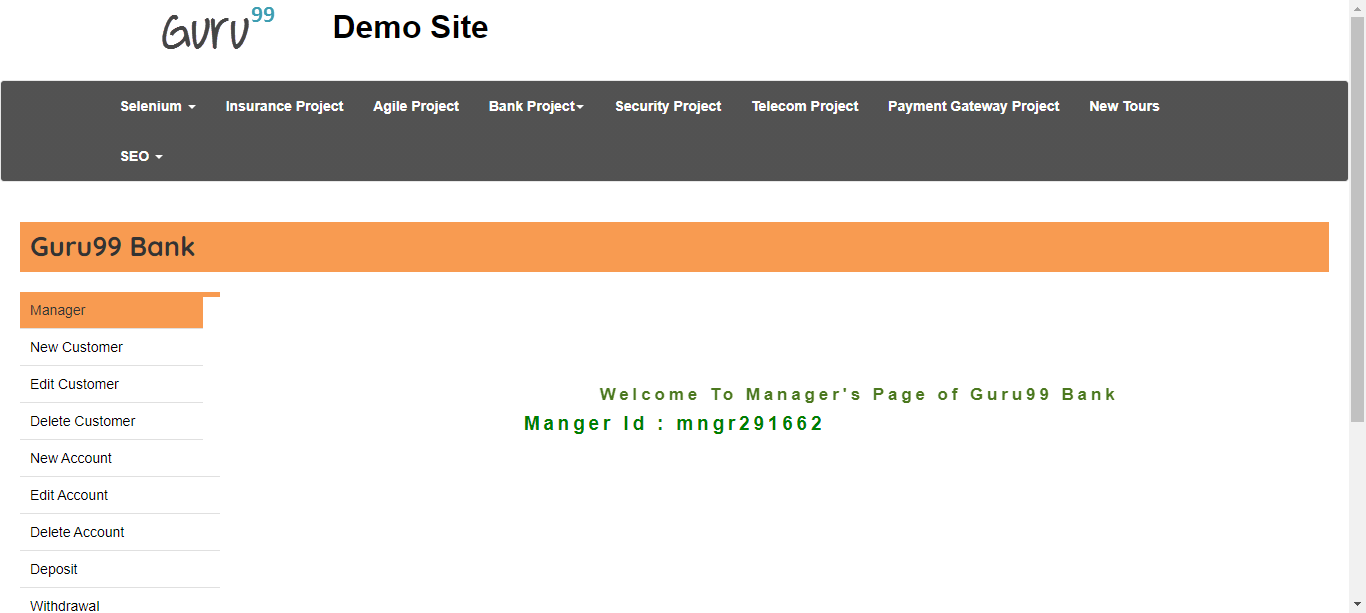 Guru99 Demo Site
Selenium Insurance Project Agile Project Bank Project Security Project Telecom Project Payment Gateway Project New Tours
SEO
Guru99 Bank
Manager
New Customer
Edit Customer
Delete Customer
New Account
Edit Account
Delete Account
Deposit
Withdrawal
Welcome To Manager's Page of Guru99 Bank
Manger Id : mngr291662